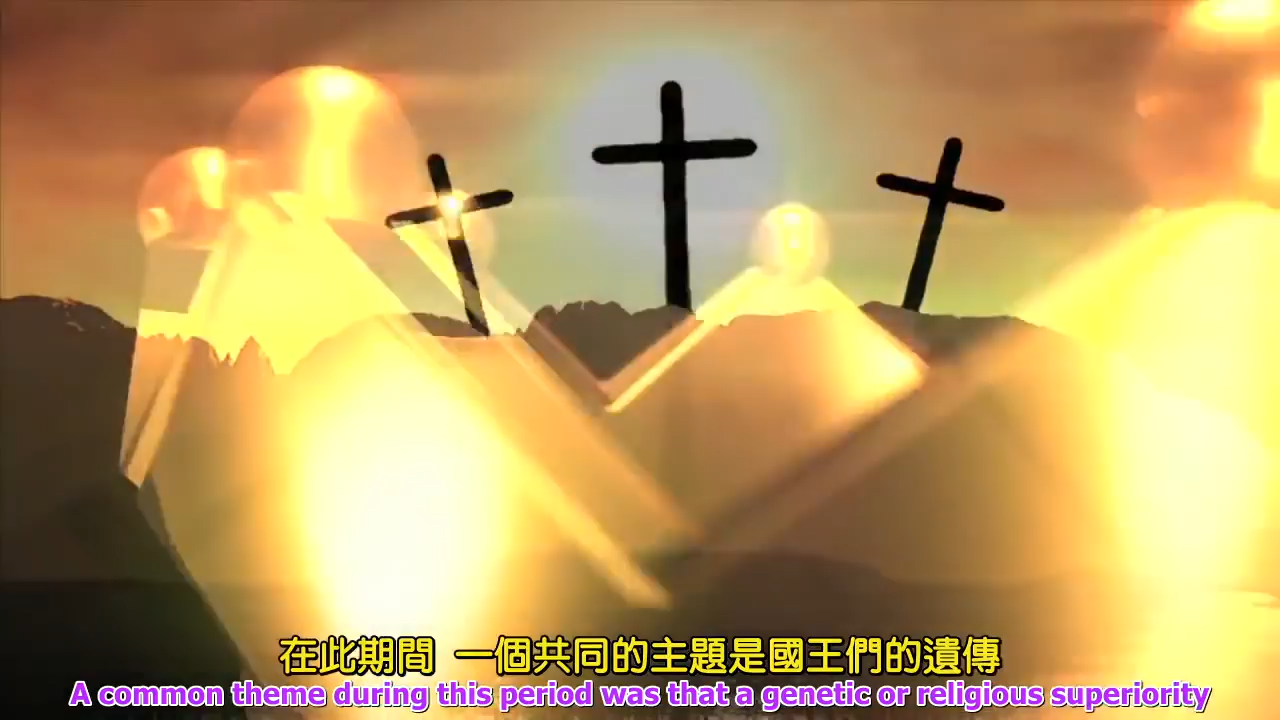 在此期間 一個共同的主題是國王們的遺傳
A common theme during this period was that a genetic or religious superiority